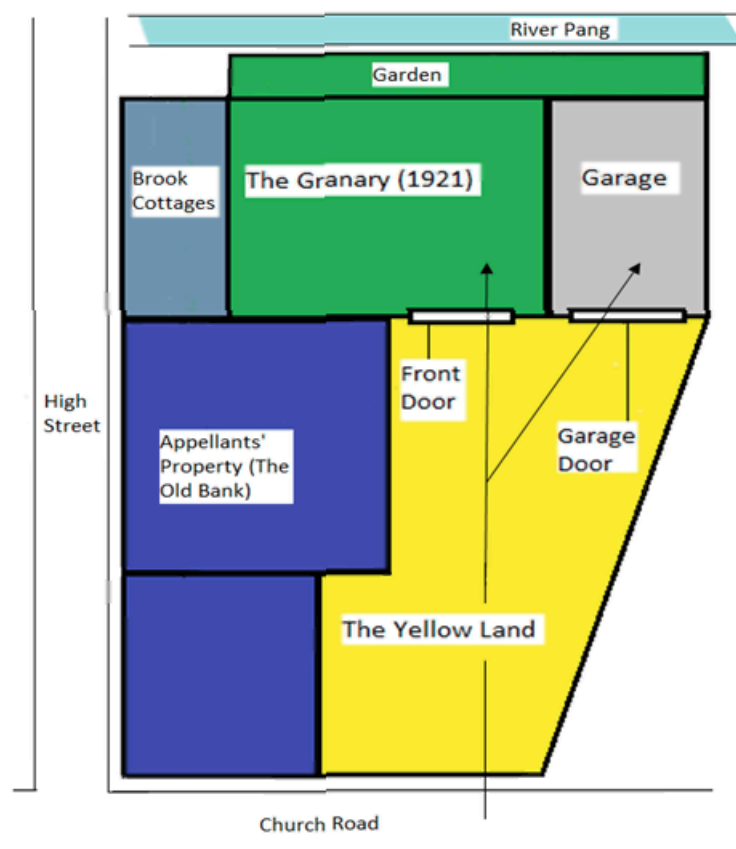 River Pang
Garden
Brook
Cottages
The Granary (1921)
Garage
Front
Door
High
Street
Appellants'
Property (The
Old Bank)
Garage
Door
The Yellow Land
Church Road